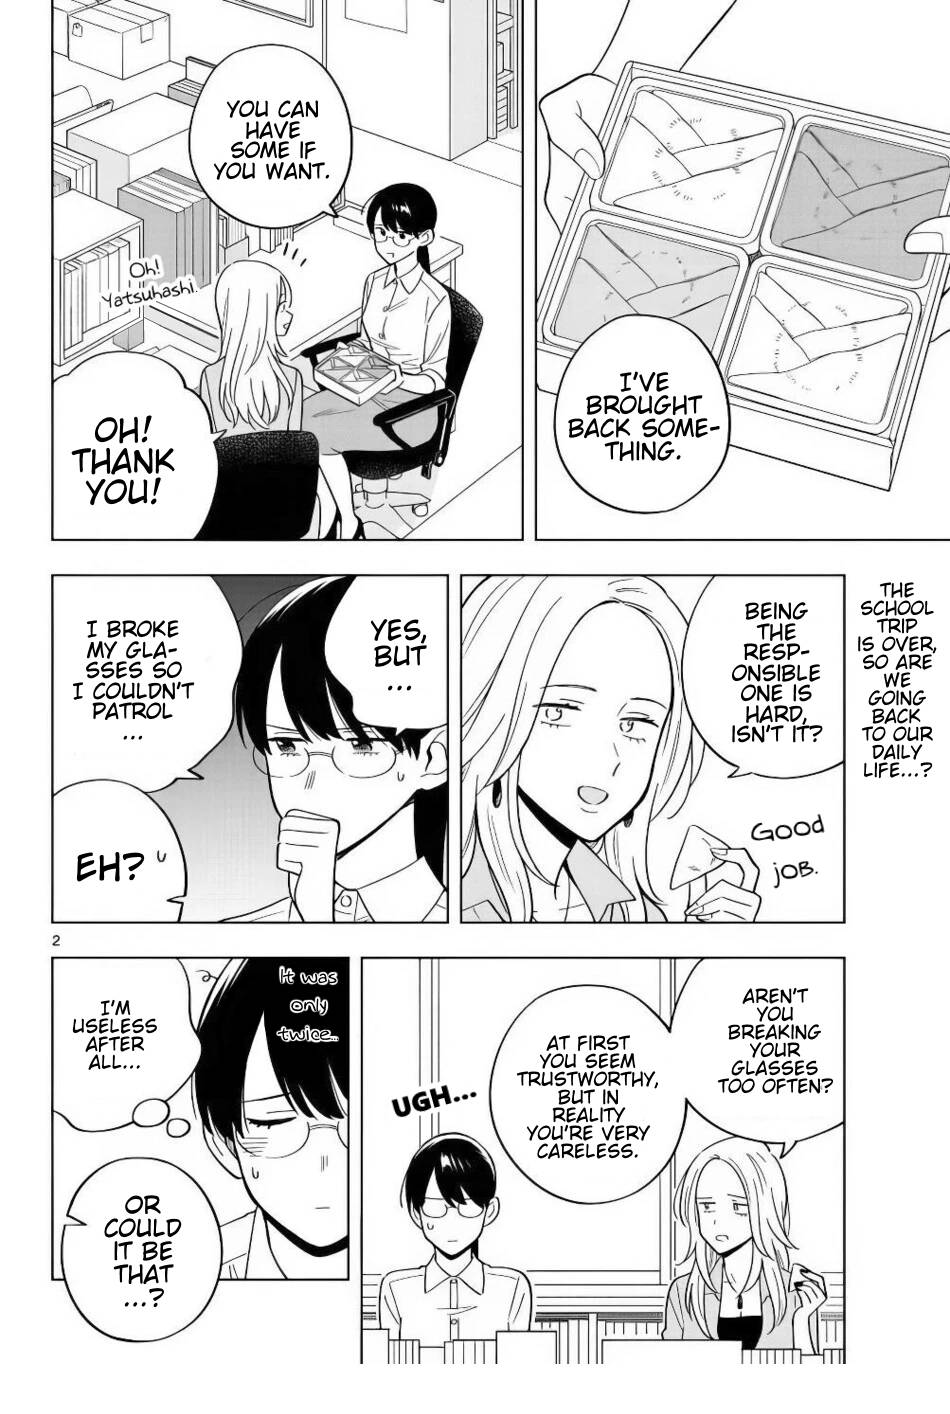 I'VE
BROUGHT
BACK SOME-
THING.
YOU CAN
HAVE
SOME IF
YOU WANT.
Oh!
Yatsuhashi.
OH!
THANK
YOU!
THE
SCHOOL
TRIP
IS OVER,
SO ARE
WE
GOING
BACK
TO OUR
DAILY
LIFE...?
BEING
THE
RESP-
ONSIBLE
ONE IS
HARD,
ISN'T IT?
Good
job.
YES,
BUT
...
I BROKE
MY GLA-
SSES SO
I COULDN'T
PATROL
...
EH?
2
AREN'T
YOU
BREAKING
YOUR
GLASSES
TOO OFTEN?
AT FIRST
YOU SEEM
TRUSTWORTHY,
BUT IN
REALITY
YOU'RE VERY
CARELESS.
UGH...
It was
only
twice...
I'M
USELESS
AFTER
ALL...
OR
COULD
IT BE
THAT
...?